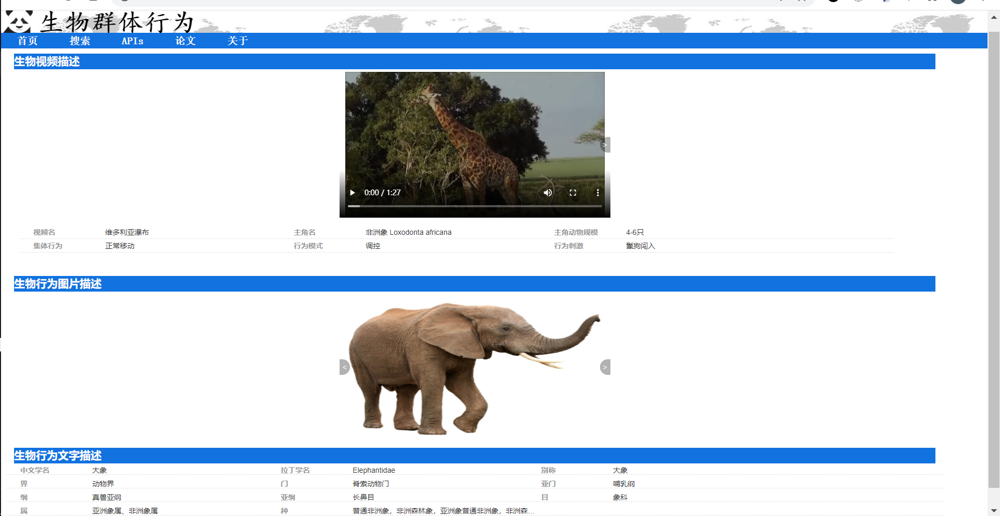 生物群体行为
首页 搜索 APIs 论文 关于
生物视频描述
>
0:00 / 1:27
视频名 维多利亚瀑布 主角名 非洲象 Loxodonta africana 主角动物规模 4-6只
集体行为 正常移动 行为模式 调控 行为刺激 鬣狗闯入
生物行为图片描述
< >
生物行为文字描述
中文学名 大象 拉丁学名 Elephantidae 别称 大象
界 动物界 门 脊索动物门 亚门 哺乳纲
纲 真兽亚纲 亚纲 长鼻目 目 象科
属 亚洲象属、非洲象属 种 普通非洲象，非洲森林象，亚洲象普通非洲象，非洲森...